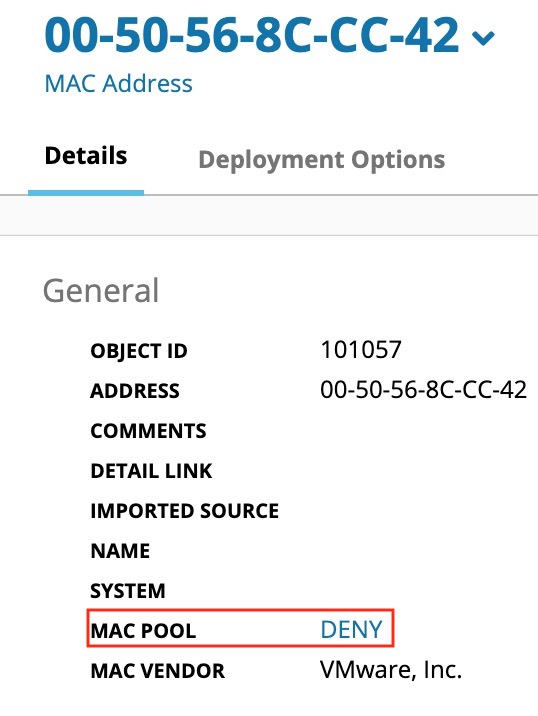 00-50-56-8C-CC-42
MAC Address
Details Deployment Options
General
OBJECT ID 101057
ADDRESS 00-50-56-8C-CC-42
COMMENTS
DETAIL LINK
IMPORTED SOURCE
NAME
SYSTEM
MAC POOL DENY
MAC VENDOR VMware, Inc.